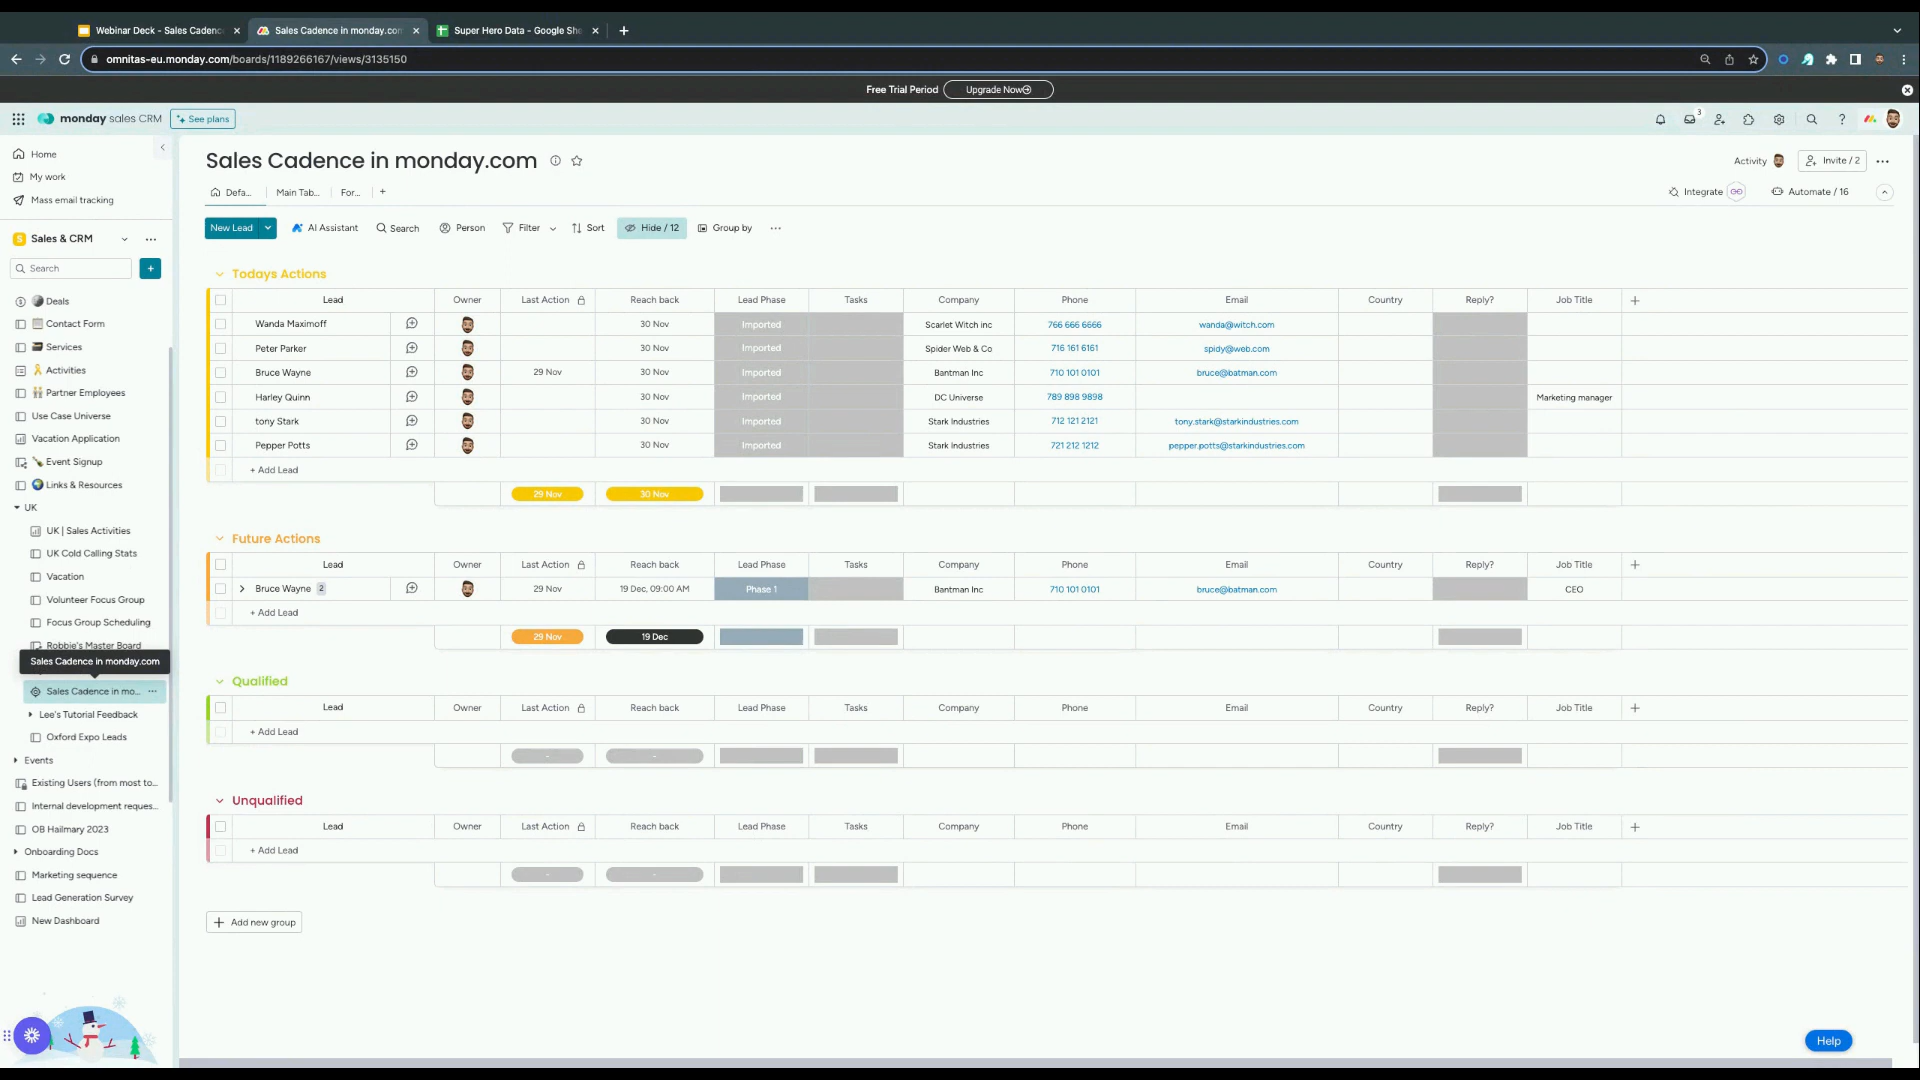 Webinar Deck - Sales Cadenc
Sales Cadence in monday.com
Super Hero Data - Google She
omnitas-eu.monday.com/boards/1189266167/views/3135150
Free Trial Period
Upgrade Now
monday sales CRM
See plans
3
Home
My work
Mass email tracking
Sales & CRM
Search
Deals
Contact Form
Services
Activities
Partner Employees
Use Case Universe
Vacation Application
Event Signup
Links & Resources
UK
UK | Sales Activities
UK Cold Calling Stats
Vacation
Volunteer Focus Group
Focus Group Scheduling
Robbie's Master Board
Sales Cadence in monday.com
Sales Cadence in mo...
Lee's Tutorial Feedback
Oxford Expo Leads
Events
Existing Users (from most to...
Internal development reques...
OB Hailmary 2023
Onboarding Docs
Marketing sequence
Lead Generation Survey
New Dashboard
Sales Cadence in monday.com
Activity
Invite / 2
Defa...
Main Tab...
For...
Integrate
Automate / 16
New Lead
AI Assistant
Search
Person
Filter
Sort
Hide / 12
Group by
Todays Actions
Lead Owner Last Action Reach back Lead Phase Tasks Company Phone Email Country Reply? Job Title
Wanda Maximoff 30 Nov Imported Scarlet Witch inc 766 666 6666 wanda@witch.com
Peter Parker 30 Nov Imported Spider Web & Co 716 161 6161 spidy@web.com
Bruce Wayne 29 Nov 30 Nov Imported Bantman Inc 710 101 0101 bruce@batman.com
Harley Quinn 30 Nov Imported DC Universe 789 898 9898 Marketing manager
tony Stark 30 Nov Imported Stark Industries 712 121 2121 tony.stark@starkindustries.com
Pepper Potts 30 Nov Imported Stark Industries 721 212 1212 pepper.potts@starkindustries.com
+ Add Lead
29 Nov 30 Nov
Future Actions
Lead Owner Last Action Reach back Lead Phase Tasks Company Phone Email Country Reply? Job Title
Bruce Wayne 2 29 Nov 19 Dec, 09:00 AM Phase 1 Bantman Inc 710 101 0101 bruce@batman.com CEO
+ Add Lead
29 Nov 19 Dec
Qualified
Lead Owner Last Action Reach back Lead Phase Tasks Company Phone Email Country Reply? Job Title
+ Add Lead
- -
Unqualified
Lead Owner Last Action Reach back Lead Phase Tasks Company Phone Email Country Reply? Job Title
+ Add Lead
- -
Add new group
Help